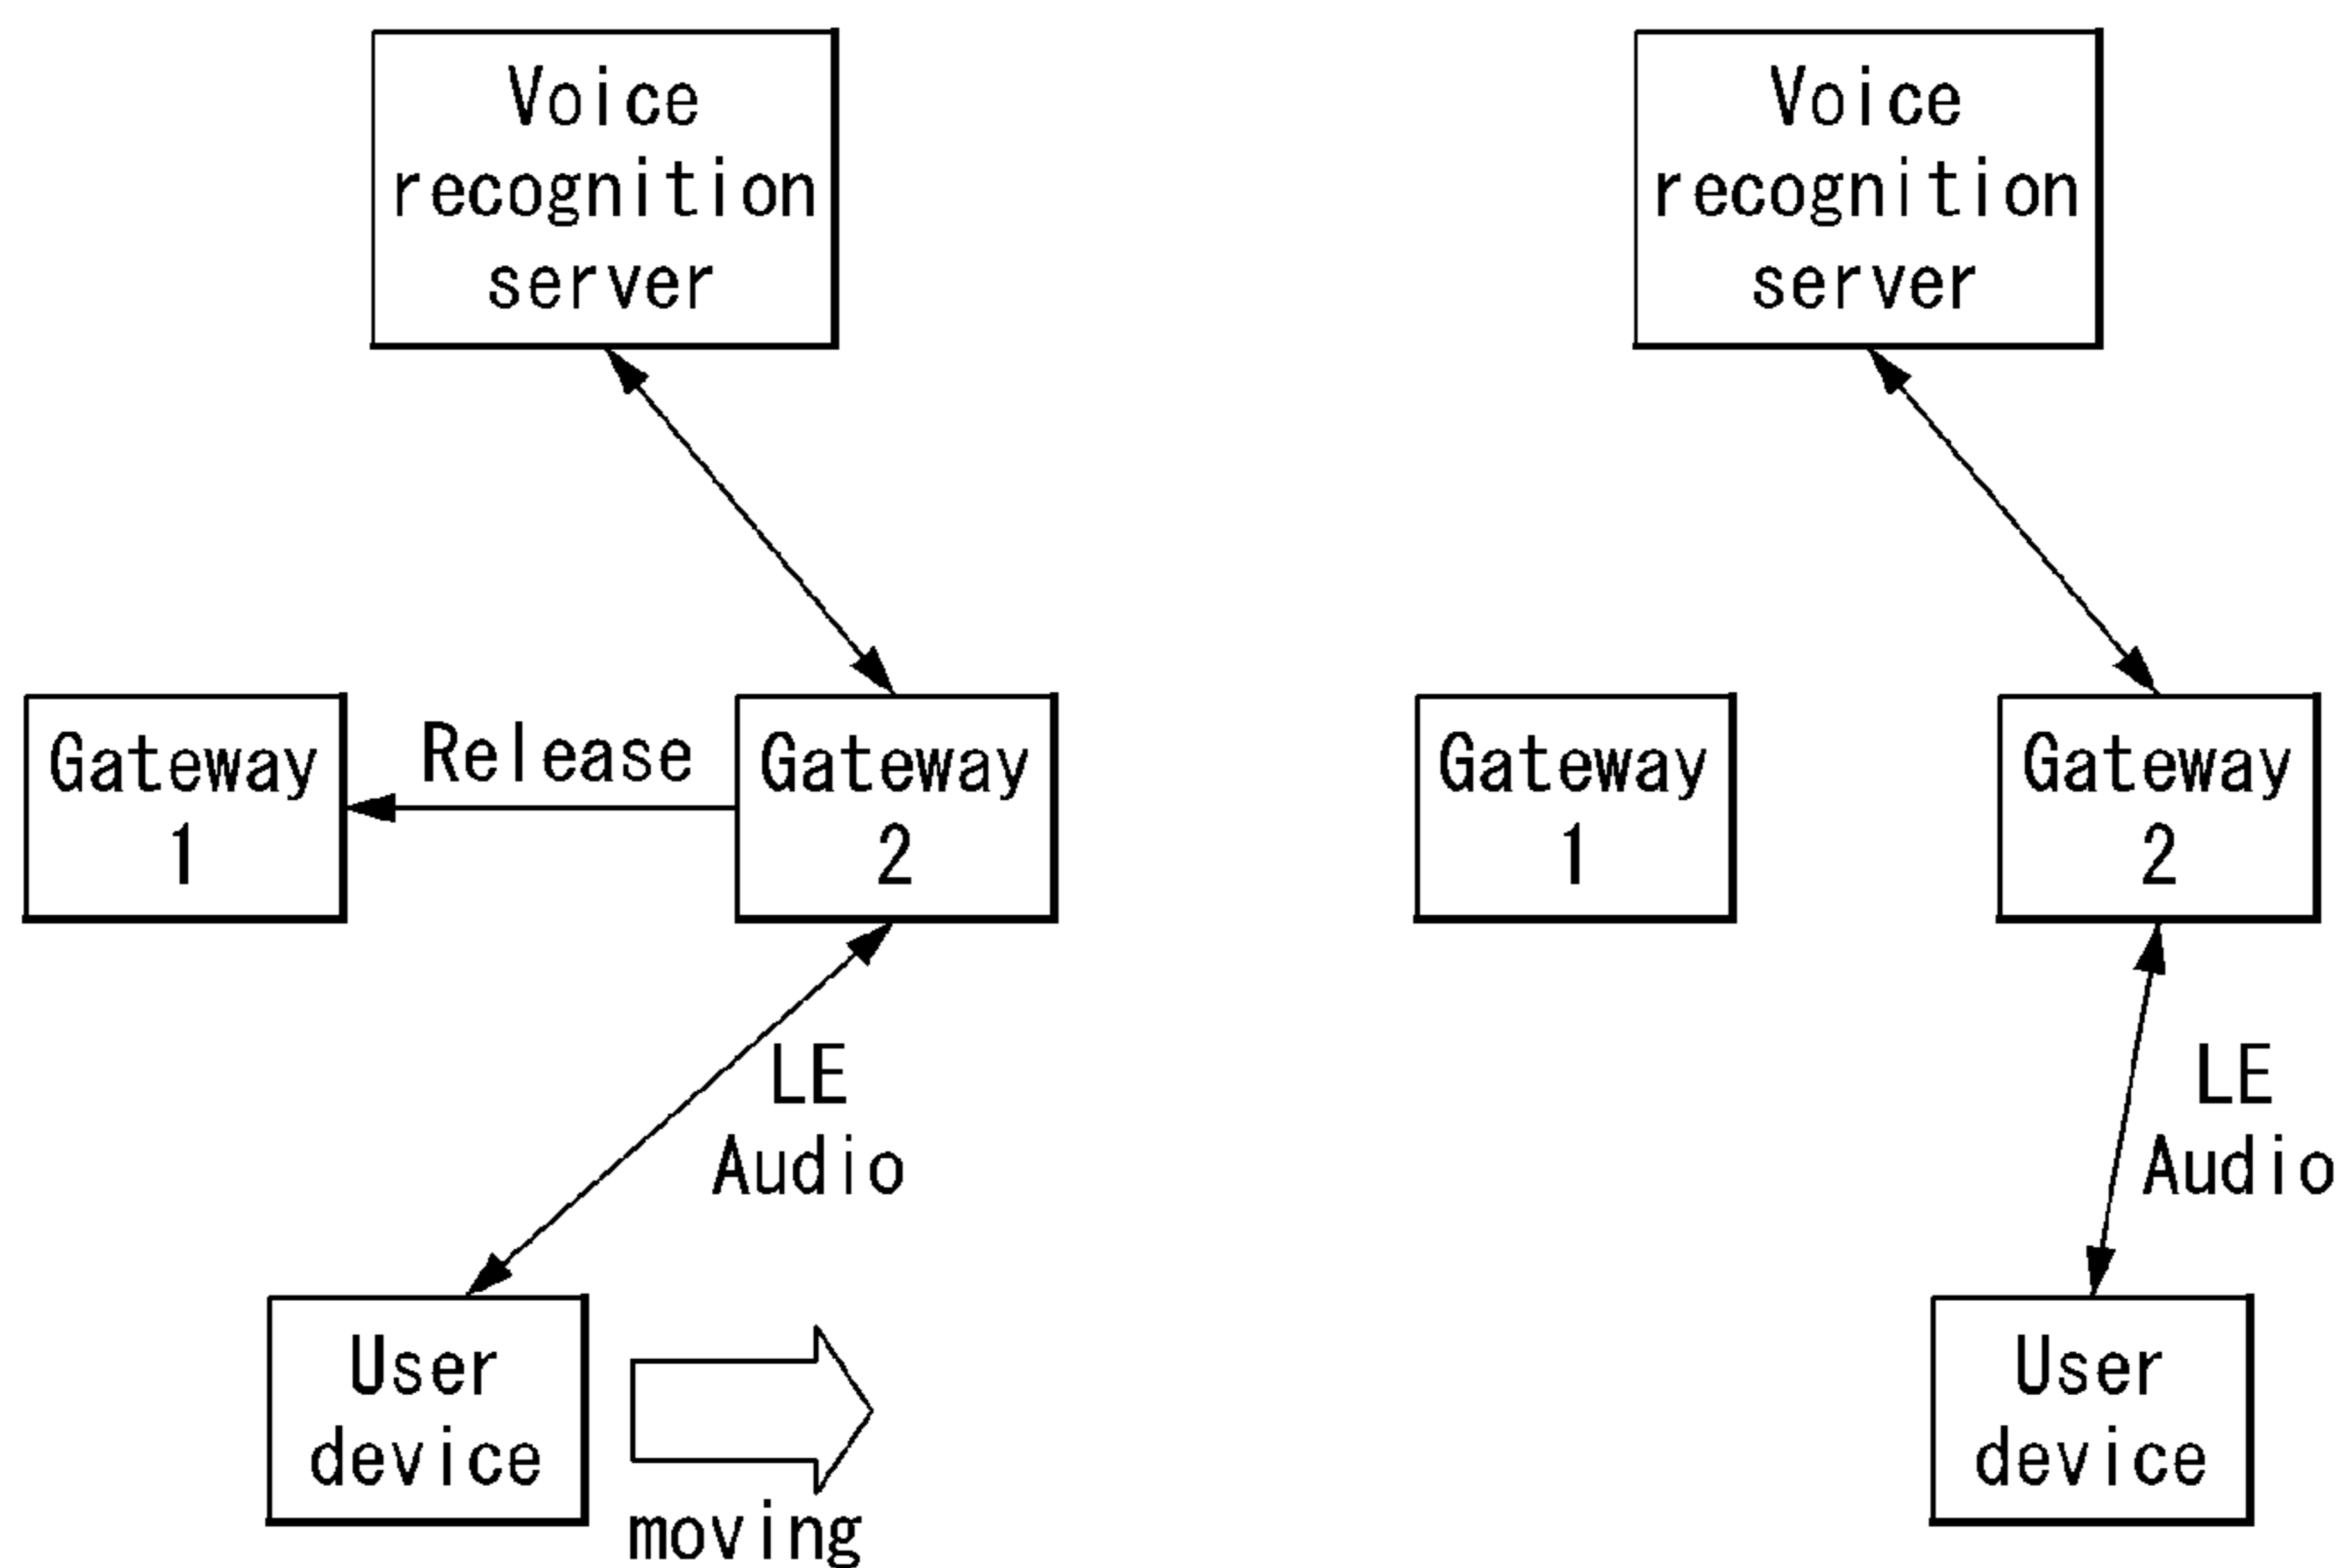 Voice
recognition
server
Gateway
1
Release
Gateway
2
LE
Audio
User
device
moving
Voice
recognition
server
Gateway
1
Gateway
2
LE
Audio
User
device